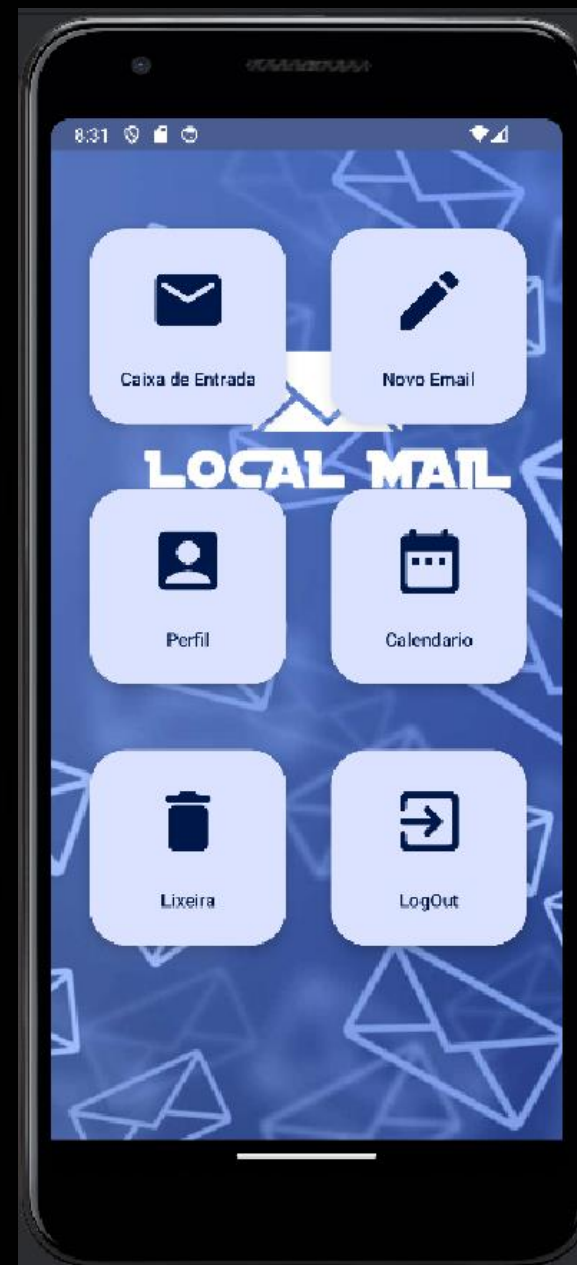 8:31
Caixa de Entrada
Novo Email
LOCAL MAIL
Perfil
Calendario
Lixeira
LogOut